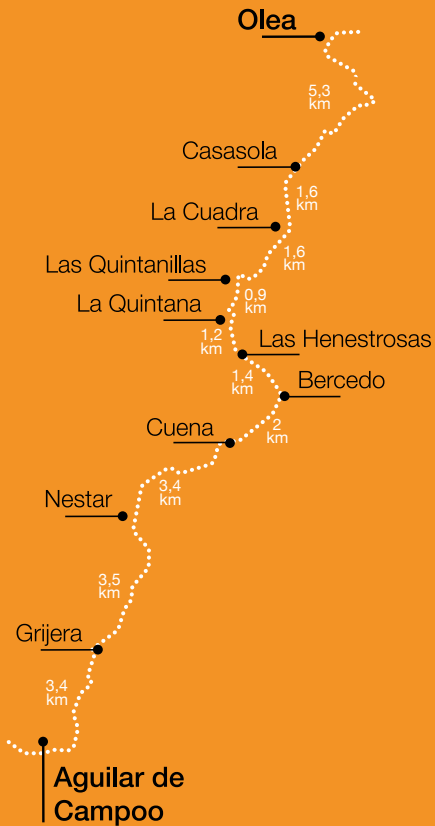 Olea
5,3
km
Casasola
1,6
km
La Cuadra
1,6
km
Las Quintanillas
0,9
km
La Quintana
1,2
km
Las Henestrosas
1,4
km
Bercedo
2
km
Cuena
3,4
km
Nestar
3,5
km
Grijera
3,4
km
Aguilar de
Campoo